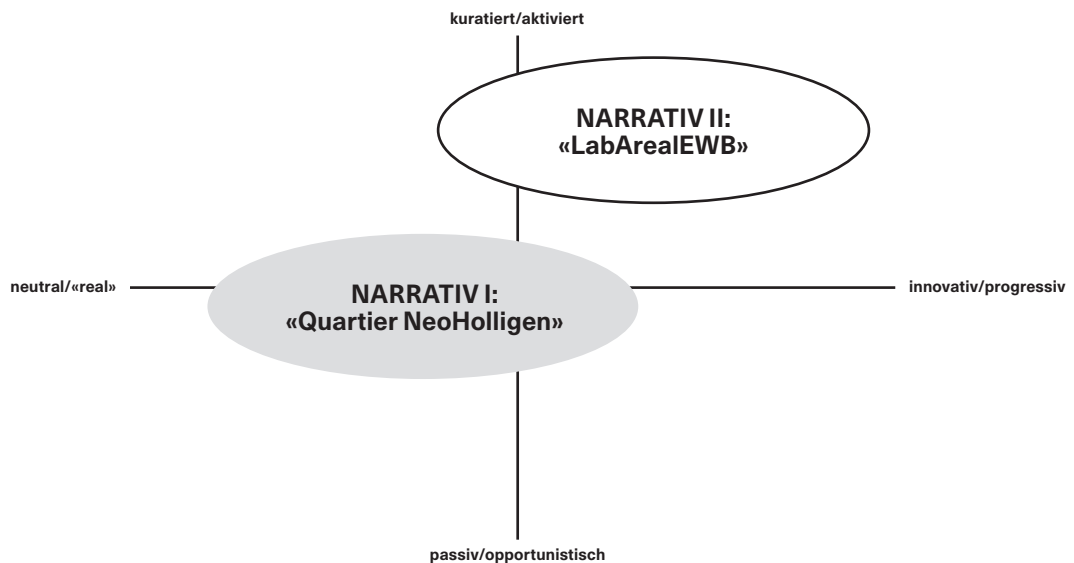 kuratiert/aktiviert
NARRATIV II:
«LabArealEWB»
neutral/«real»
innovativ/progressiv
NARRATIV I:
«Quartier NeoHolligen»
passiv/opportunistisch